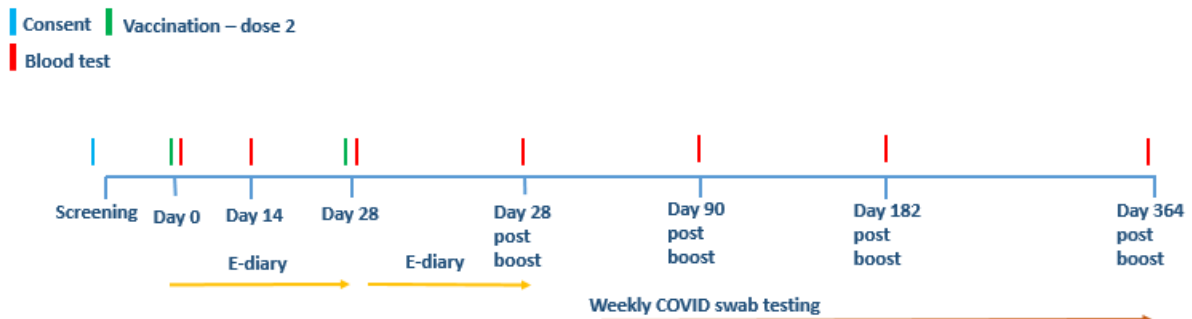 Consent Vaccination – dose 2
Blood test
Screening Day 0 Day 14 Day 28 Day 28 post boost Day 90 post boost Day 182 post boost Day 364 post boost
E-diary E-diary
Weekly COVID swab testing